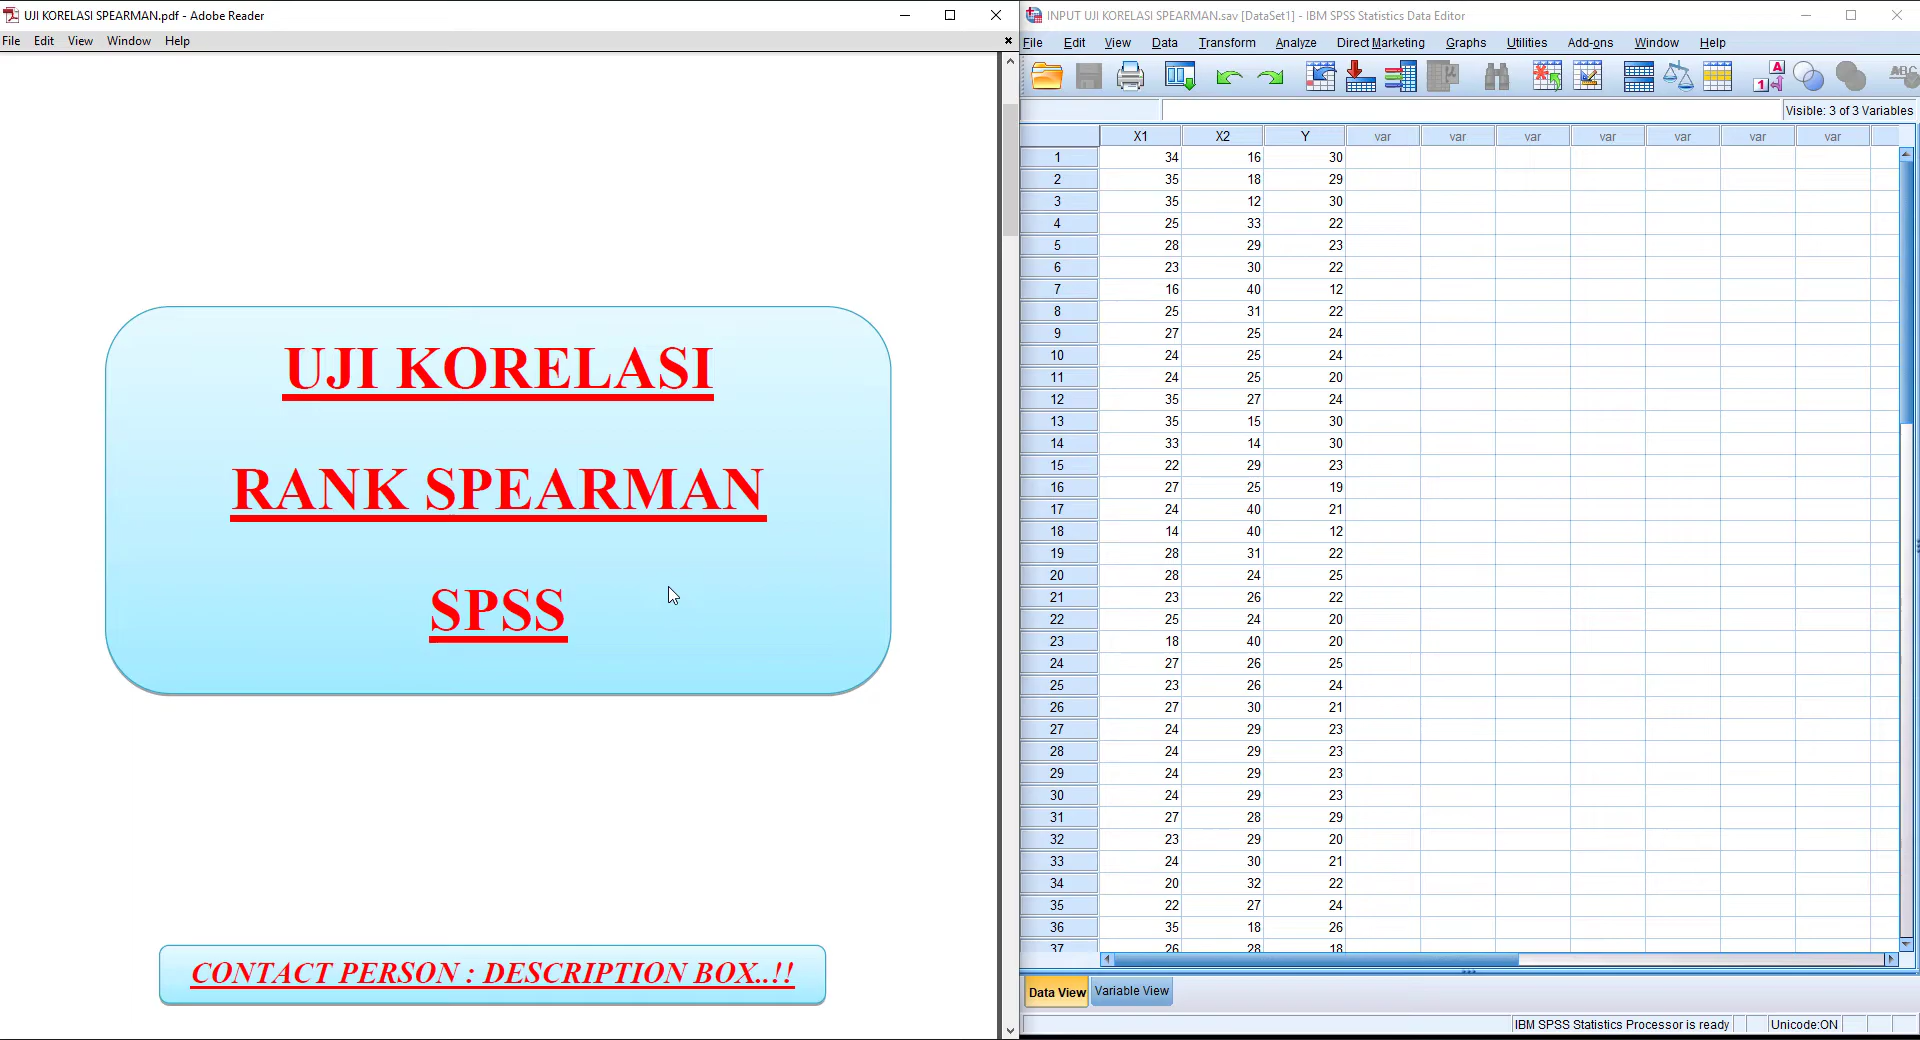 UJI KORELASI SPEARMAN.pdf - Adobe Reader
File Edit View Window Help
UJI KORELASI
RANK SPEARMAN
SPSS
CONTACT PERSON : DESCRIPTION BOX..!!
INPUT UJI KORELASI SPEARMAN.sav [DataSet1] - IBM SPSS Statistics Data Editor
File Edit View Data Transform Analyze Direct Marketing Graphs Utilities Add-ons Window Help
A
1
ABC
Visible: 3 of 3 Variables
X1 X2 Y var var var var var var var
1 34 16 30
2 35 18 29
3 35 12 30
4 25 33 22
5 28 29 23
6 23 30 22
7 16 40 12
8 25 31 22
9 27 25 24
10 24 25 24
11 24 25 20
12 35 27 24
13 35 15 30
14 33 14 30
15 22 29 23
16 27 25 19
17 24 40 21
18 14 40 12
19 28 31 22
20 28 24 25
21 23 26 22
22 25 24 20
23 18 40 20
24 27 26 25
25 23 26 24
26 27 30 21
27 24 29 23
28 24 29 23
29 24 29 23
30 24 29 23
31 27 28 29
32 23 29 20
33 24 30 21
34 20 32 22
35 22 27 24
36 35 18 26
37 26 28 18
Data View Variable View
IBM SPSS Statistics Processor is ready Unicode:ON